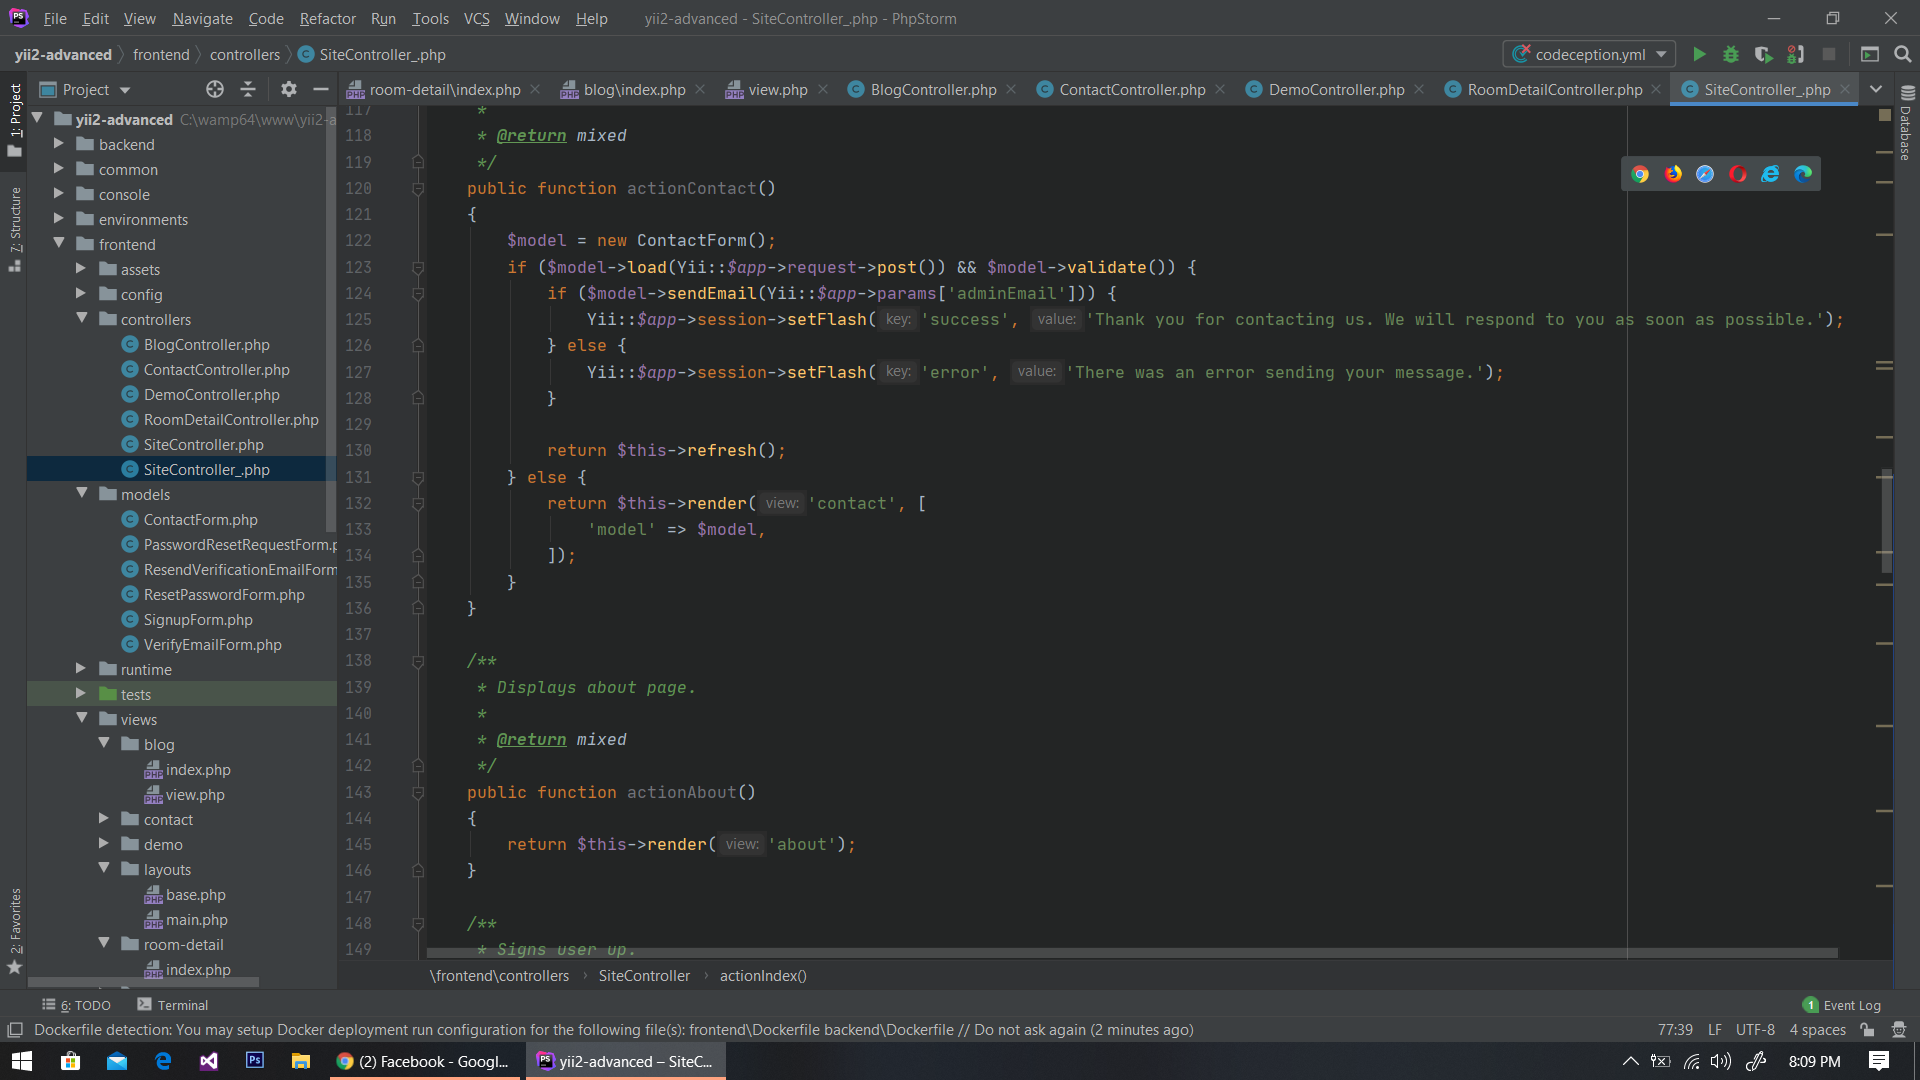 File Edit View Navigate Code Refactor Run Tools VCS Window Help yii2-advanced - SiteController_.php - PhpStorm
yii2-advanced frontend controllers SiteController_.php codeception.yml
Project room-detail\index.php blog\index.php view.php BlogController.php ContactController.php DemoController.php RoomDetailController.php SiteController_.php
1: Project
7: Structure
2: Favorites
Database
yii2-advanced C:\wamp64\www\yii2-a
backend
common
console
environments
frontend
assets
config
controllers
BlogController.php
ContactController.php
DemoController.php
RoomDetailController.php
SiteController.php
SiteController_.php
models
ContactForm.php
PasswordResetRequestForm.p
ResendVerificationEmailForm
ResetPasswordForm.php
SignupForm.php
VerifyEmailForm.php
runtime
tests
views
blog
index.php
view.php
contact
demo
layouts
base.php
main.php
room-detail
index.php
117 *
118 * @return mixed
119 */
120 public function actionContact()
121 {
122 $model = new ContactForm();
123 if ($model->load(Yii::$app->request->post()) && $model->validate()) {
124 if ($model->sendEmail(Yii::$app->params['adminEmail'])) {
125 Yii::$app->session->setFlash( key: 'success', value: 'Thank you for contacting us. We will respond to you as soon as possible.');
126 } else {
127 Yii::$app->session->setFlash( key: 'error', value: 'There was an error sending your message.');
128 }
129
130 return $this->refresh();
131 } else {
132 return $this->render( view: 'contact', [
133 'model' => $model,
134 ]);
135 }
136 }
137
138 /**
139 * Displays about page.
140 *
141 * @return mixed
142 */
143 public function actionAbout()
144 {
145 return $this->render( view: 'about');
146 }
147
148 /**
149 * Signs user up.
\frontend\controllers SiteController actionIndex()
6: TODO Terminal 1 Event Log
Dockerfile detection: You may setup Docker deployment run configuration for the following file(s): frontend\Dockerfile backend\Dockerfile // Do not ask again (2 minutes ago) 77:39 LF UTF-8 4 spaces
(2) Facebook - Googl... yii2-advanced – SiteC... 8:09 PM